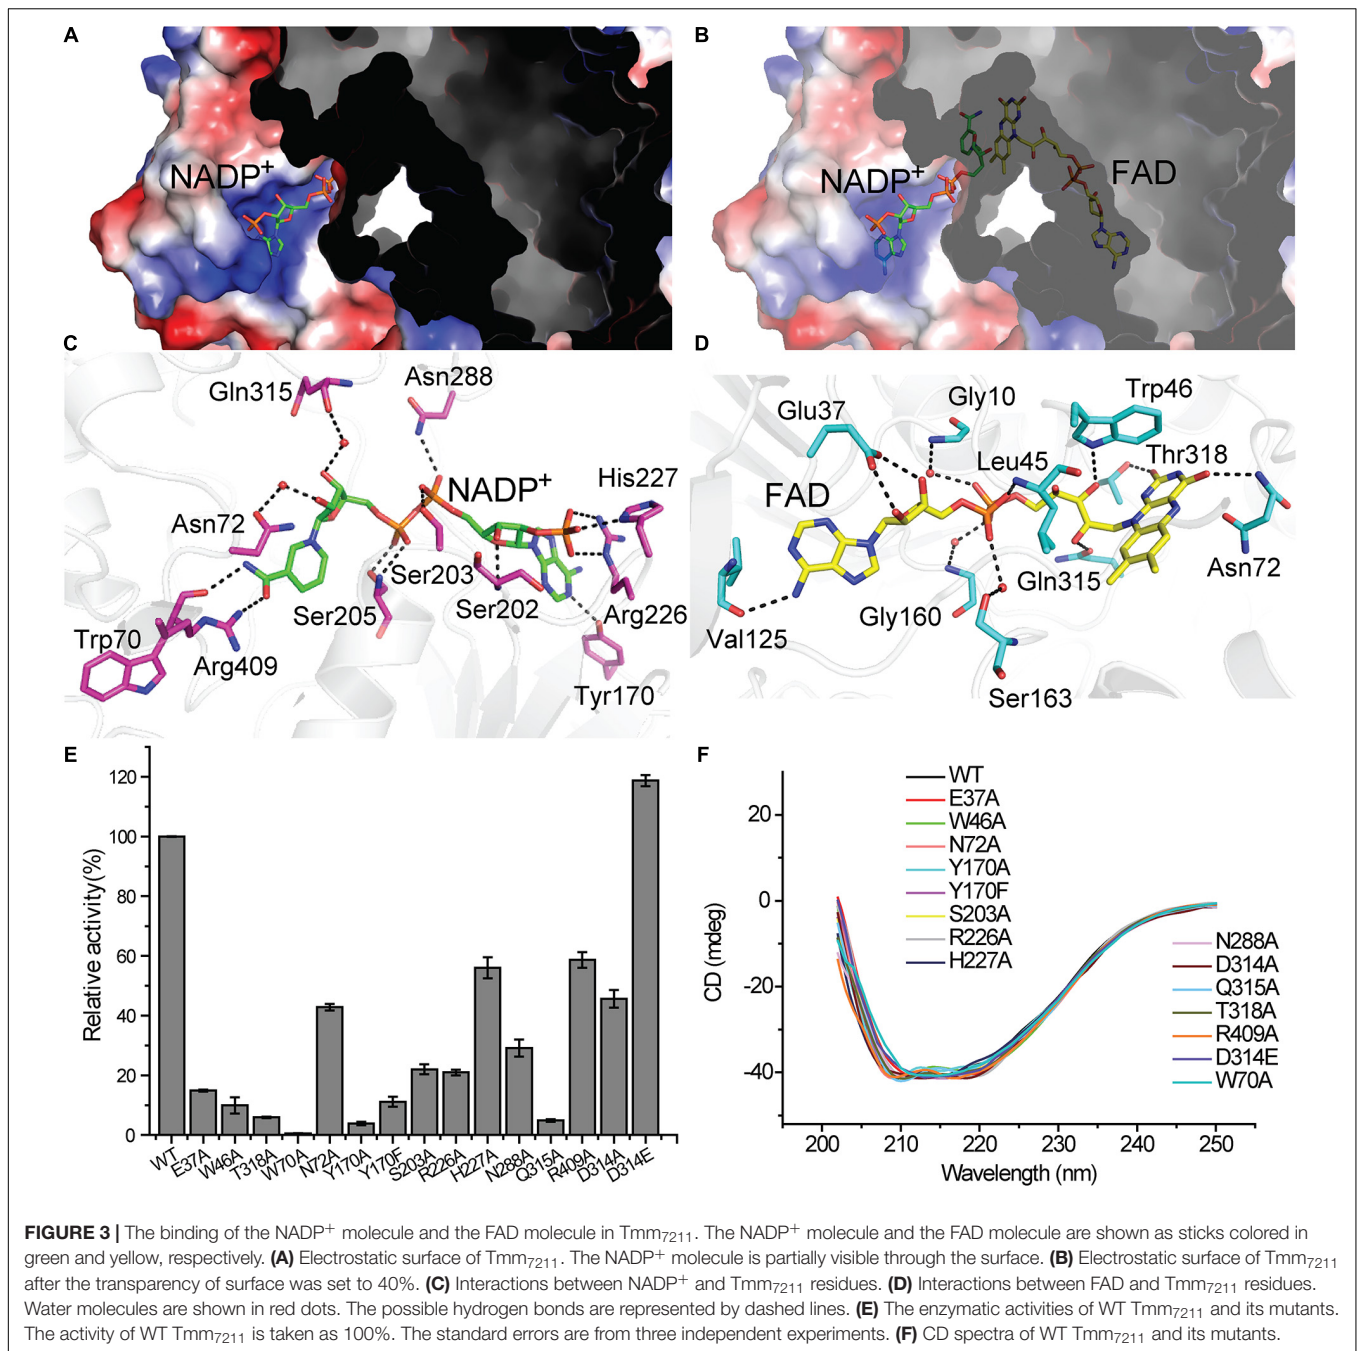 A
B
NADP+
NADP+
FAD
C
D
Gln315
Asn288
NADP+
His227
Asn72
Ser203
Ser205
Ser202
Arg226
Trp70
Arg409
Tyr170
Glu37
Gly10
Trp46
Leu45
Thr318
FAD
Gln315
Asn72
Val125
Gly160
Ser163
E
Relative activity(%)
120
100
80
60
40
20
0
WT
E37A
W46A
T318A
W70A
N72A
Y170A
Y170F
S203A
R226A
H227A
N288A
Q315A
R409A
D314A
D314E
F
CD (mdeg)
20
0
-20
-40
200 210 220 230 240 250
Wavelength (nm)
WT
E37A
W46A
N72A
Y170A
Y170F
S203A
R226A
H227A
N288A
D314A
Q315A
T318A
R409A
D314E
W70A
FIGURE 3 | The binding of the NADP+ molecule and the FAD molecule in Tmm7211. The NADP+ molecule and the FAD molecule are shown as sticks colored in
green and yellow, respectively. (A) Electrostatic surface of Tmm7211. The NADP+ molecule is partially visible through the surface. (B) Electrostatic surface of Tmm7211
after the transparency of surface was set to 40%. (C) Interactions between NADP+ and Tmm7211 residues. (D) Interactions between FAD and Tmm7211 residues.
Water molecules are shown in red dots. The possible hydrogen bonds are represented by dashed lines. (E) The enzymatic activities of WT Tmm7211 and its mutants.
The activity of WT Tmm7211 is taken as 100%. The standard errors are from three independent experiments. (F) CD spectra of WT Tmm7211 and its mutants.